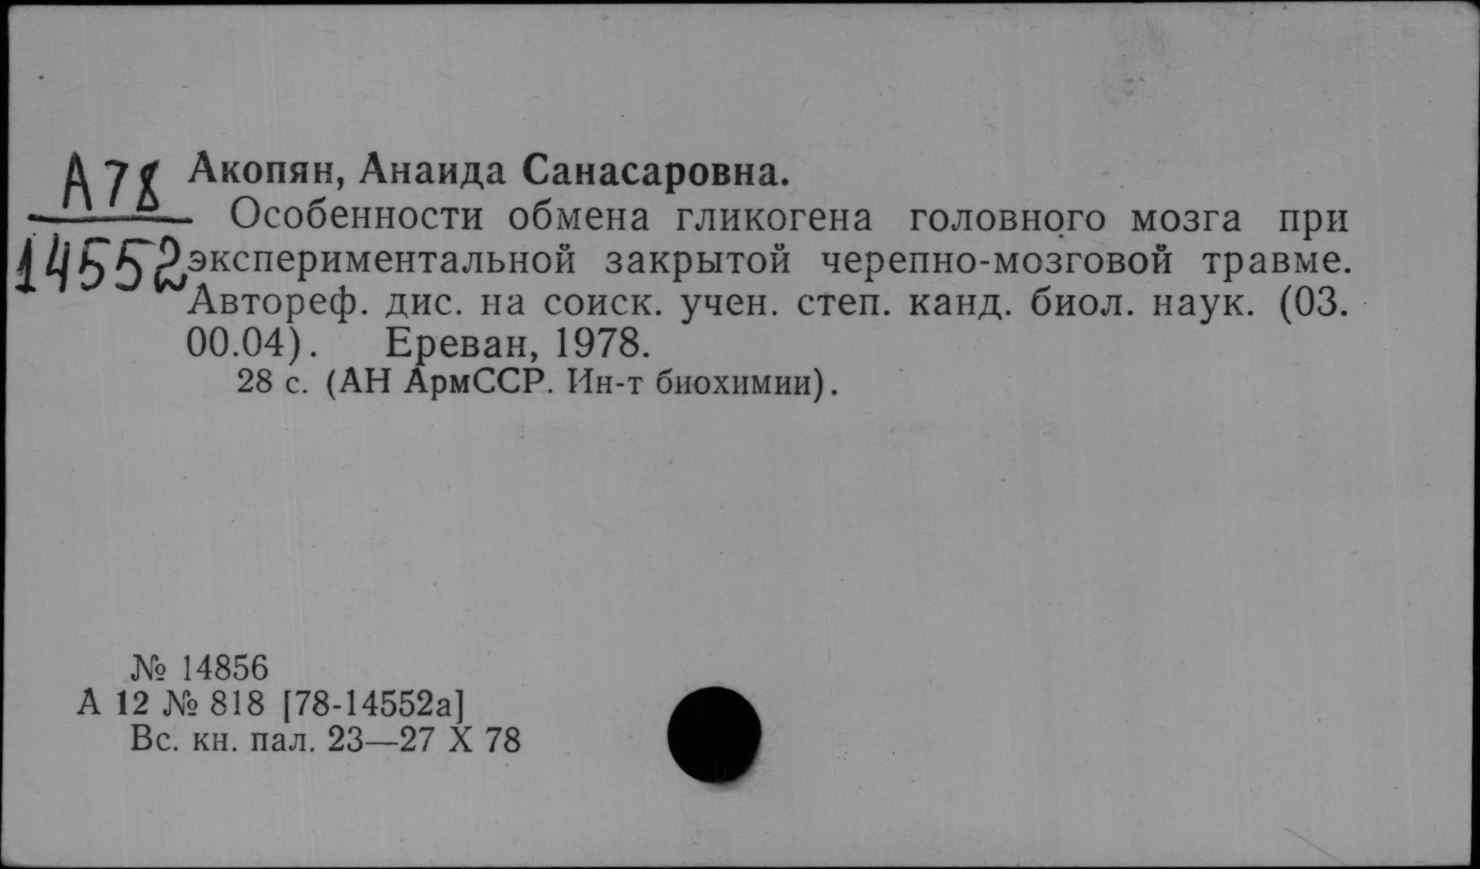 А78
14552
Акопян, Анаида Санасаровна.
Особенности обмена гликогена головного мозга при
экспериментальной закрытой черепно-мозговой травме.
Автореф. дис. на соиск. учен. степ. канд. биол. наук. (03.
00.04). Ереван, 1978.
28 с. (АН АрмССР. Ин-т биохимии).
№ 14856
А 12 № 818 [78-14552а]
Вс. кн. пал. 23—27 X 78